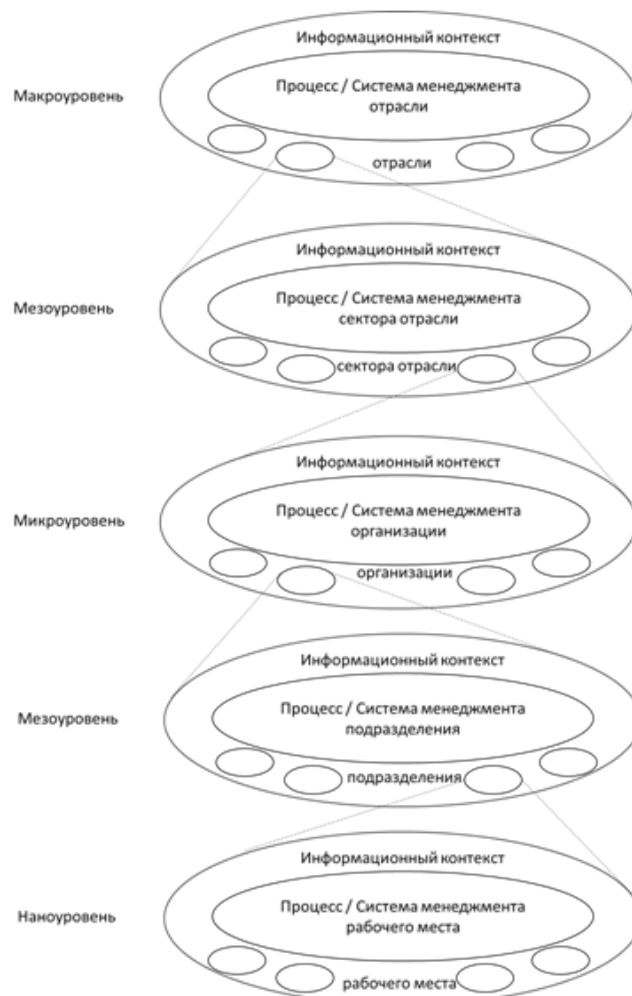 Информационный контекст
Макроуровень
Процесс / Система менеджмента
отрасли
отрасли
Информационный контекст
Мезоуровень
Процесс / Система менеджмента
сектора отрасли
сектора отрасли
Информационный контекст
Микроуровень
Процесс / Система менеджмента
организации
организации
Информационный контекст
Мезоуровень
Процесс / Система менеджмента
подразделения
подразделения
Информационный контекст
Наноуровень
Процесс / Система менеджмента
рабочего места
рабочего места